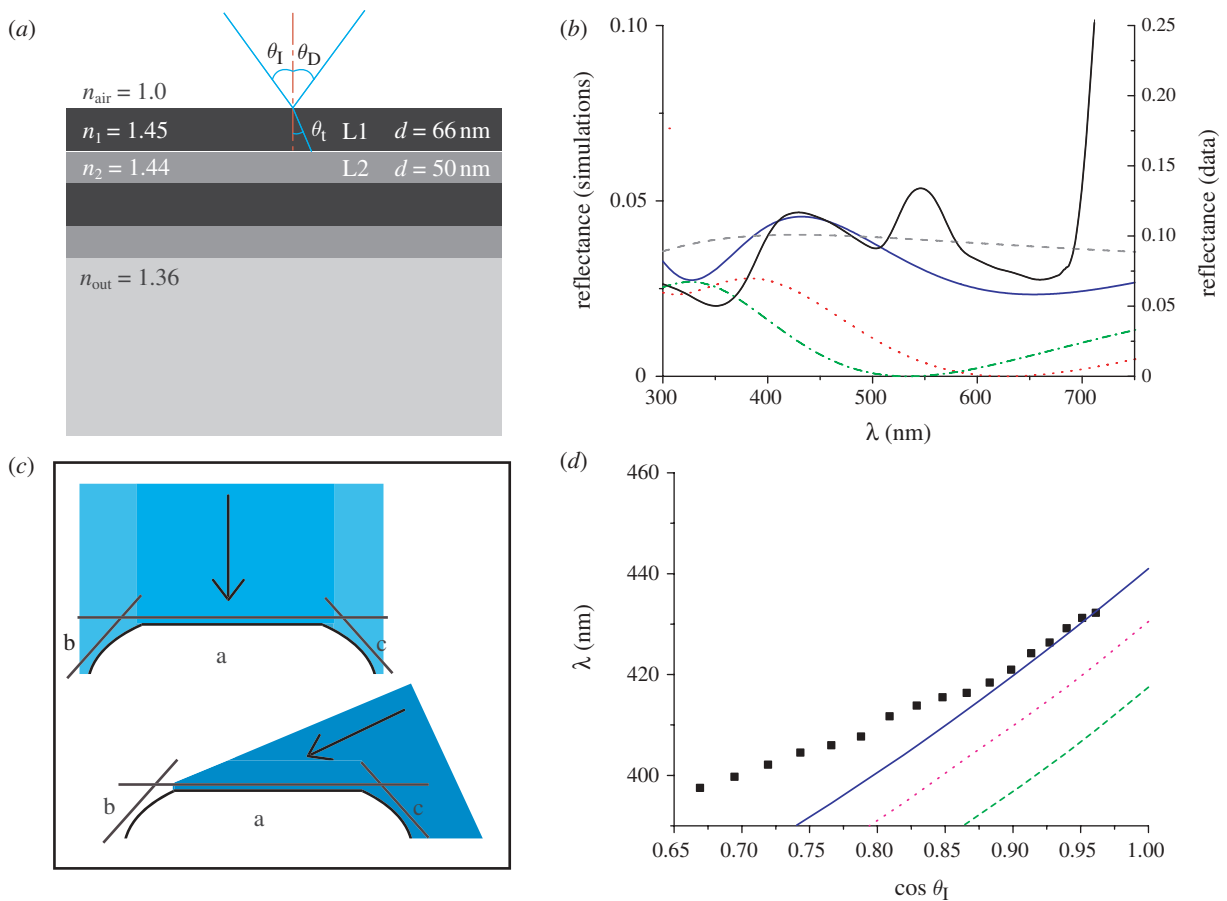 (a)
θI θD
nair = 1.0
n1 = 1.45 θt L1 d = 66 nm
n2 = 1.44 L2 d = 50 nm
nout = 1.36
(b)
0.10 0.25
0.20
0.15
0.05
0.10
0.05
0 0
reflectance (simulations)
reflectance (data)
300 400 500 600 700
λ (nm)
(c)
b c
a
b c
a
(d)
460
440
420
400
λ (nm)
0.65 0.70 0.75 0.80 0.85 0.90 0.95 1.00
cos θI